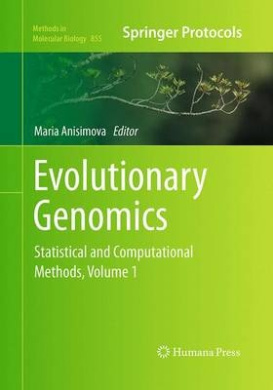 Methods in
Molecular Biology 855
Springer Protocols
Maria Anisimova Editor
Evolutionary
Genomics
Statistical and Computational
Methods, Volume 1
Humana Press